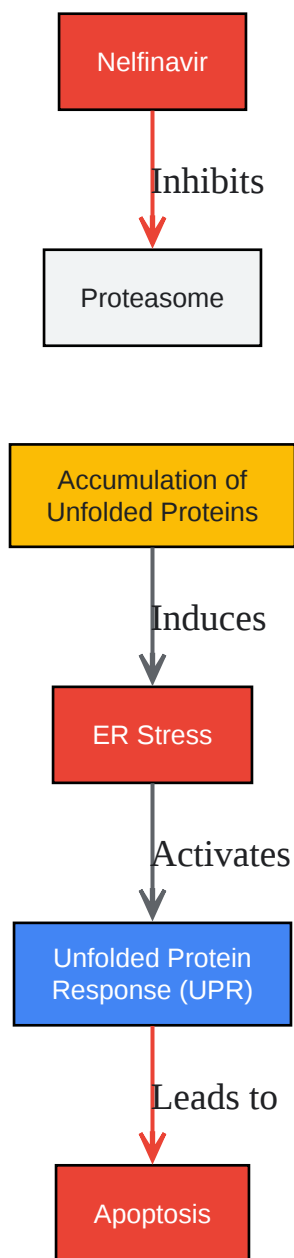 Nelfinavir
Inhibits
Proteasome
Accumulation of
Unfolded Proteins
Induces
ER Stress
Activates
Unfolded Protein
Response (UPR)
Leads to
Apoptosis